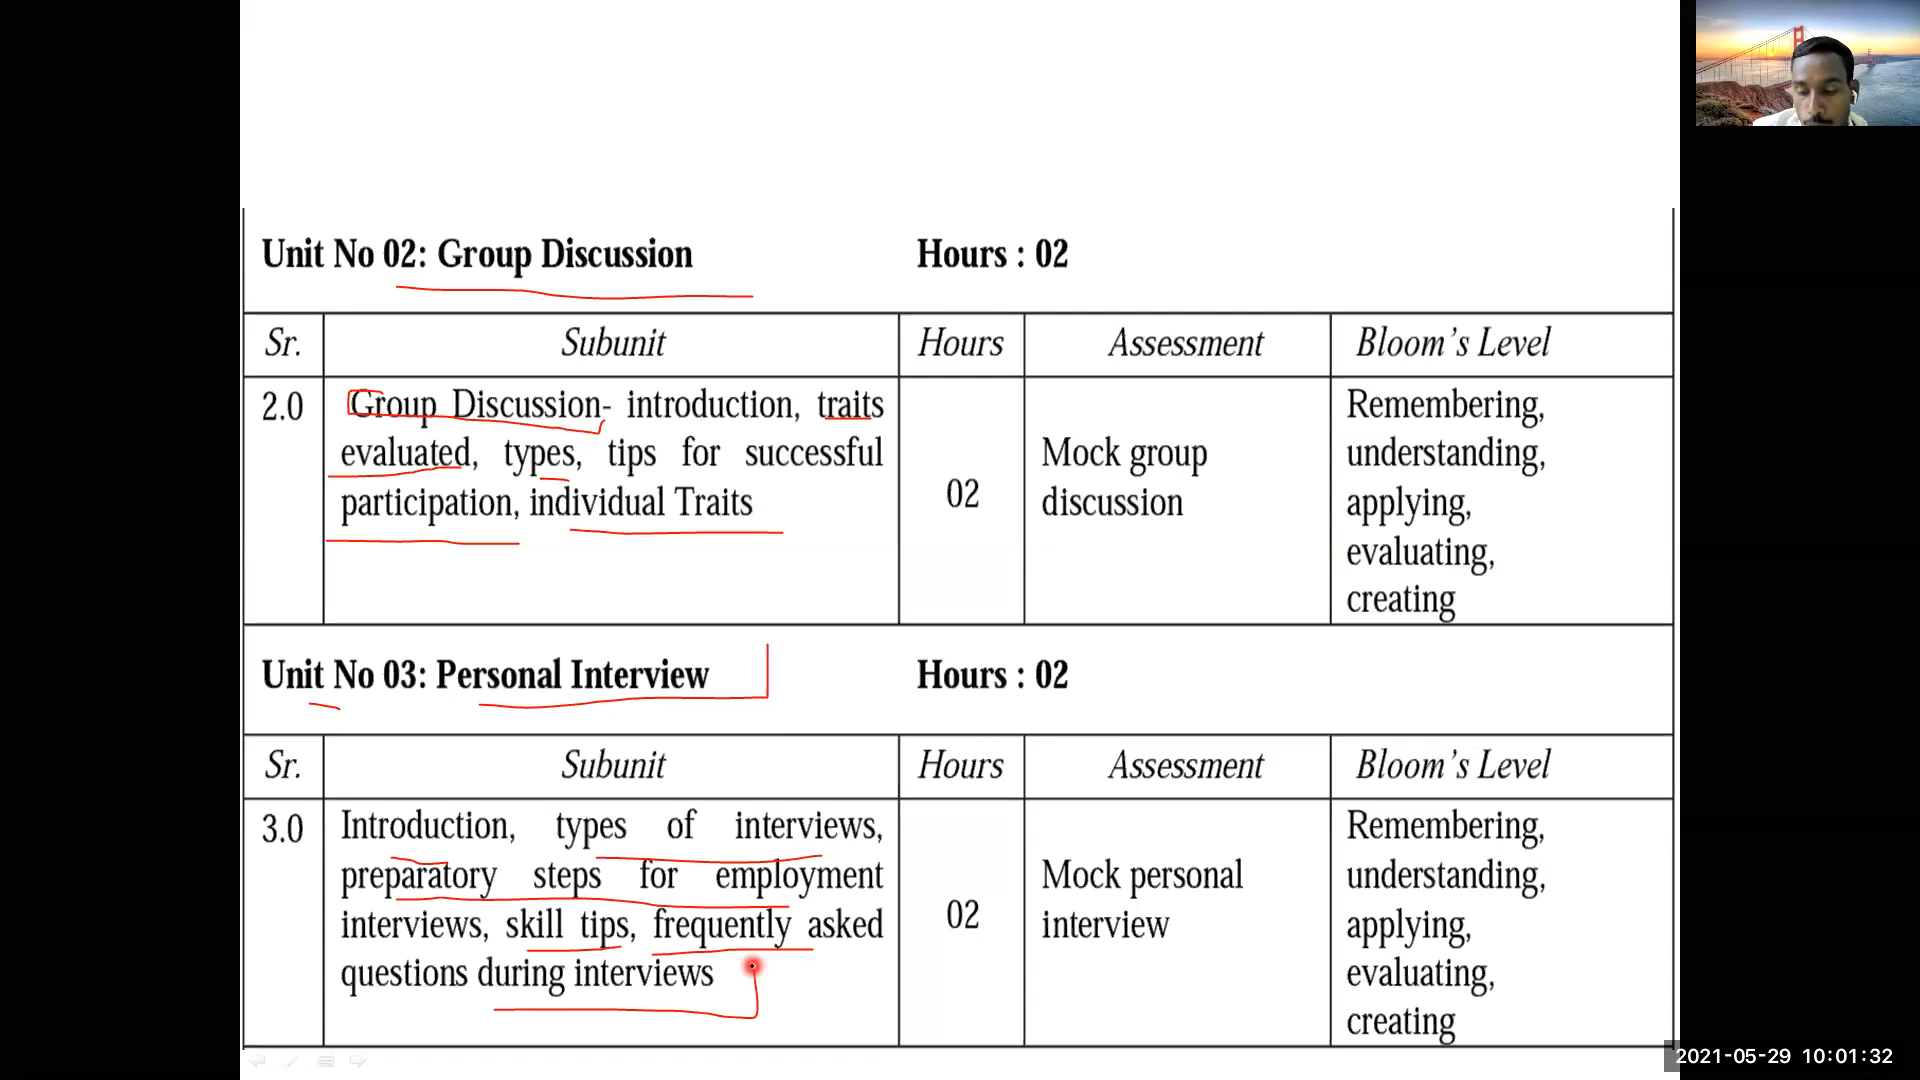 Unit No 02: Group Discussion Hours : 02
Sr. Subunit Hours Assessment Bloom's Level
2.0 Group Discussion- introduction, traits
evaluated, types, tips for successful
participation, individual Traits
02
Mock group
discussion
Remembering,
understanding,
applying,
evaluating,
creating
Unit No 03: Personal Interview Hours : 02
Sr. Subunit Hours Assessment Bloom's Level
3.0 Introduction, types of interviews,
preparatory steps for employment
interviews, skill tips, frequently asked
questions during interviews
02
Mock personal
interview
Remembering,
understanding,
applying,
evaluating,
creating
2021-05-29 10:01:32